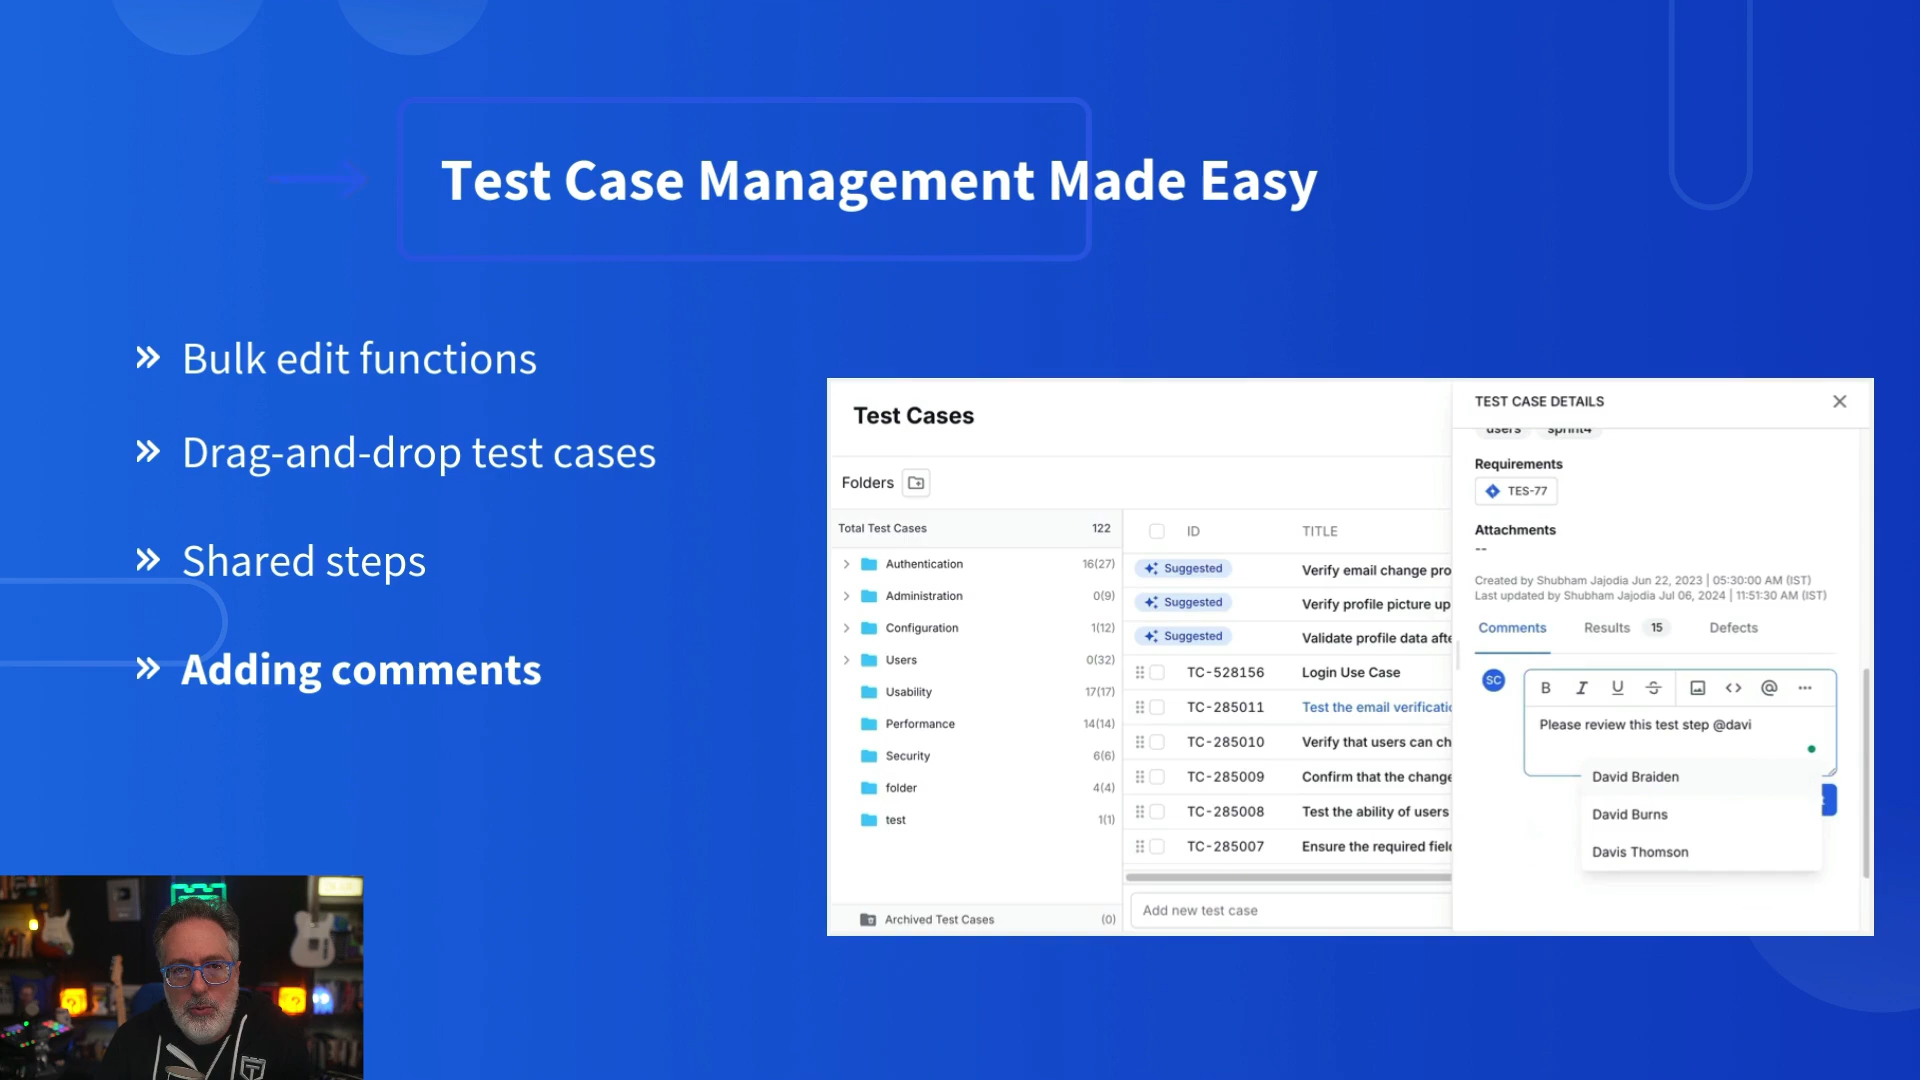 Test Case Management Made Easy
» Bulk edit functions
» Drag-and-drop test cases
» Shared steps
» Adding comments
Test Cases
Folders
Total Test Cases 122
Authentication 16(27)
Administration 0(9)
Configuration 1(12)
Users 0(32)
Usability 17(17)
Performance 14(14)
Security 6(6)
folder 4(4)
test 1(1)
Archived Test Cases (0)
ID TITLE
Suggested Verify email change pro
Suggested Verify profile picture up
Suggested Validate profile data afte
TC-528156 Login Use Case
TC-285011 Test the email verificatic
TC-285010 Verify that users can ch
TC-285009 Confirm that the change
TC-285008 Test the ability of users
TC-285007 Ensure the required fiel
Add new test case
TEST CASE DETAILS
users sprint4
Requirements
TES-77
Attachments
--
Created by Shubham Jajodia Jun 22, 2023 | 05:30:00 AM (IST)
Last updated by Shubham Jajodia Jul 06, 2024 | 11:51:30 AM (IST)
Comments Results 15 Defects
SC
B I U S
Please review this test step @davi
David Braiden
David Burns
Davis Thomson